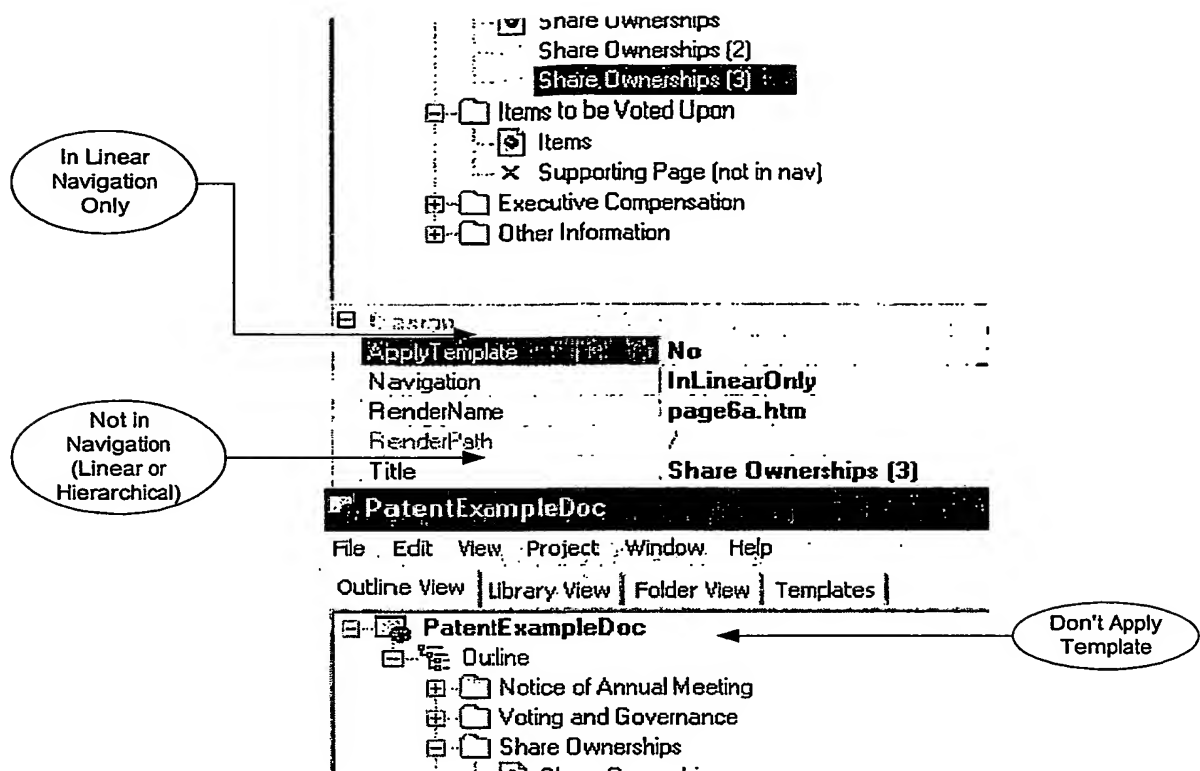 Share Ownerships
Share Ownerships (2)
Share Ownerships (3)
Items to be Voted Upon
Items
Supporting Page (not in nav)
Executive Compensation
Other Information
In Linear
Navigation
Only
ApplyTemplate No
Navigation InLinearOnly
RenderName page6a.htm
RenderPath /
Title Share Ownerships (3)
Not in
Navigation
(Linear or
Hierarchical)
PatentExampleDoc
File Edit View Project Window Help
Outline View Library View Folder View Templates
PatentExampleDoc
Don't Apply
Template
Outline
Notice of Annual Meeting
Voting and Governance
Share Ownerships